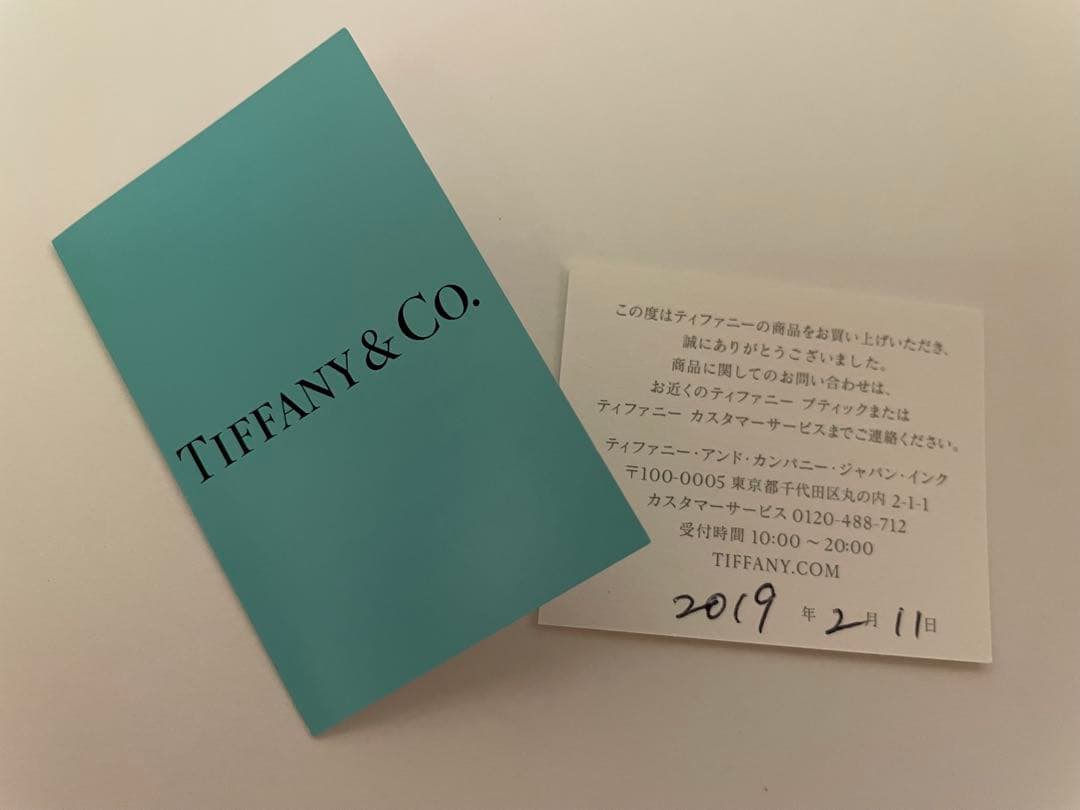 TIFFANY & CO.
この度はティファニーの商品をお買い上げいただき、
誠にありがとうございました。
商品に関してのお問い合わせは、
お近くのティファニー ブティックまたは
ティファニー カスタマーサービスまでご連絡ください。
ティファニー・アンド・カンパニー・ジャパン・インク
〒100-0005 東京都千代田区丸の内 2-1-1
カスタマーサービス 0120-488-712
受付時間 10:00 ～ 20:00
TIFFANY.COM
2019 年 2 月 11 日